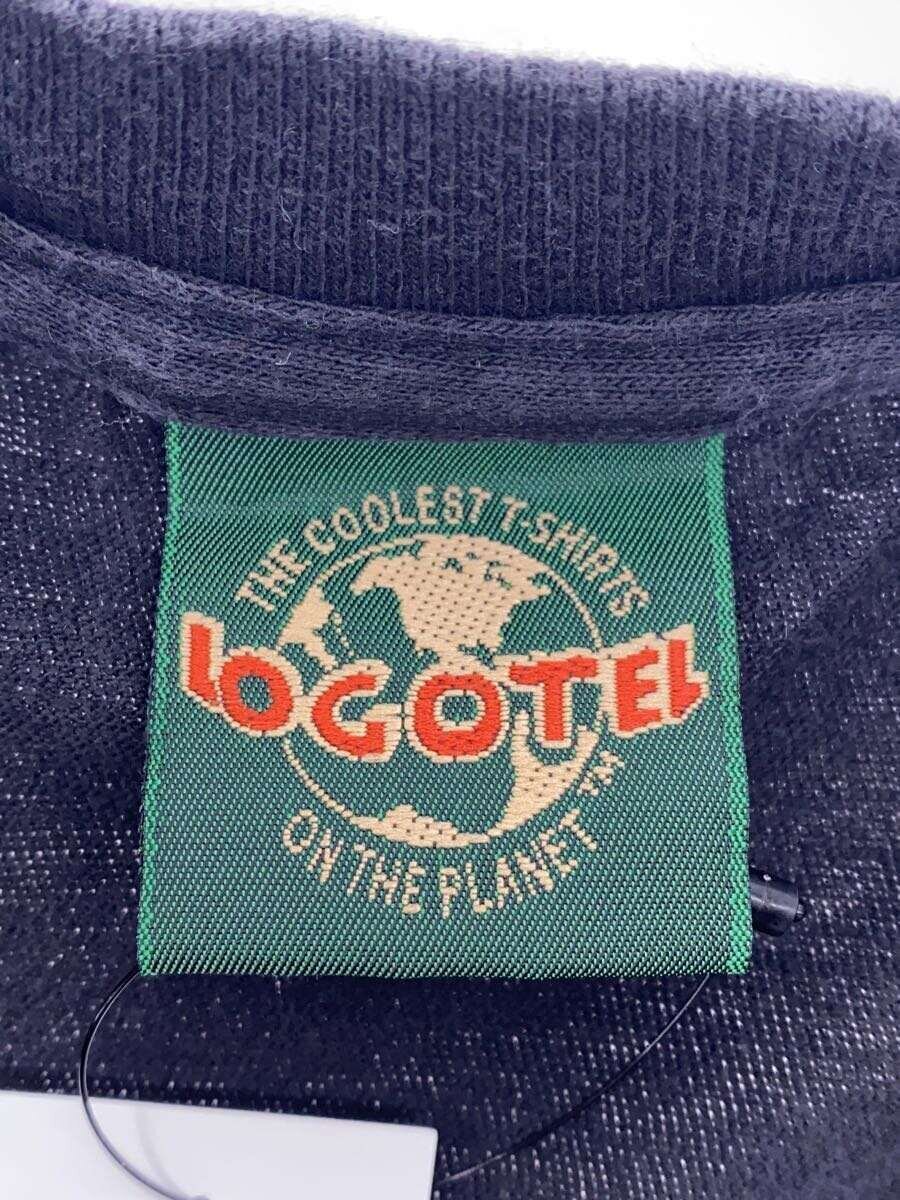 THE COOLEST T-SHIRTS
LOGOTEL
ON THE PLANET ™